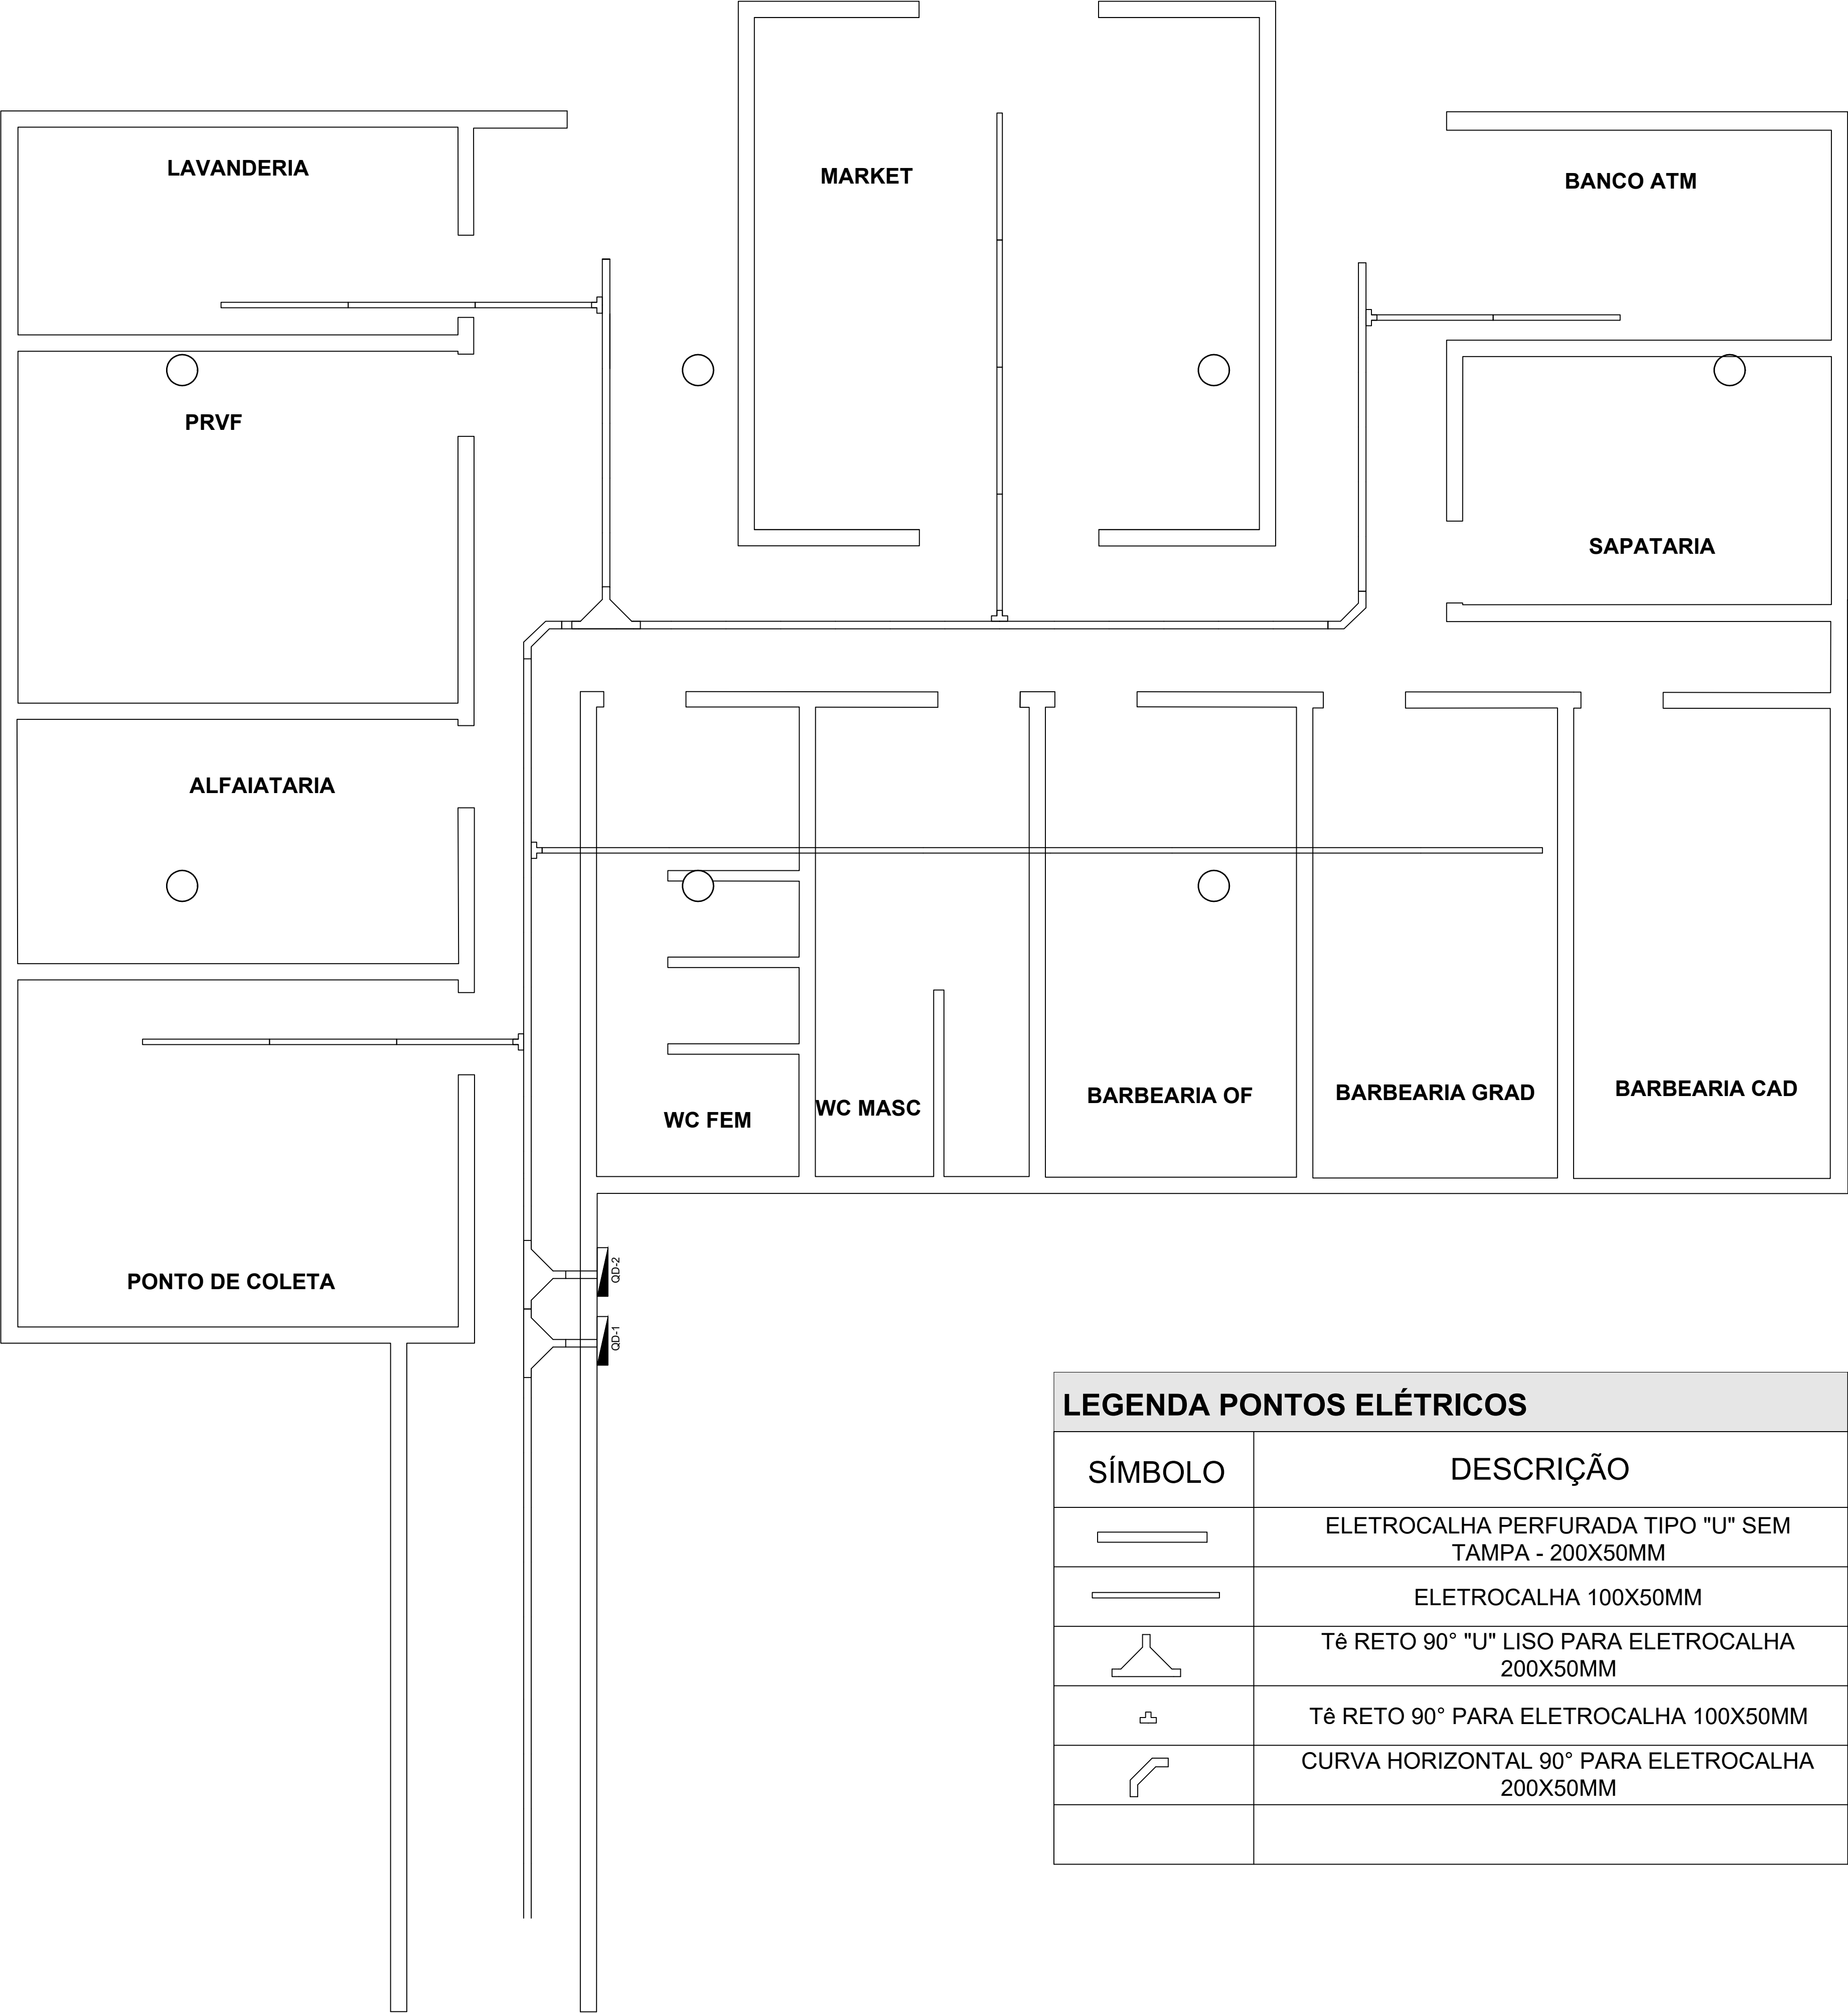 LAVANDERIA
MARKET
BANCO ATM
PRVF
SAPATARIA
ALFAIATARIA
BARBEARIA CAD
BARBEARIA GRAD
BARBEARIA OF
WC MASC
WC FEM
PONTO DE COLETA
QD-2
QD-1
LEGENDA PONTOS ELÉTRICOS
SÍMBOLO
DESCRIÇÃO
ELETROCALHA PERFURADA TIPO "U" SEM
TAMPA - 200X50MM
ELETROCALHA 100X50MM
Tê RETO 90° "U" LISO PARA ELETROCALHA
200X50MM
Tê RETO 90° PARA ELETROCALHA 100X50MM
CURVA HORIZONTAL 90° PARA ELETROCALHA
200X50MM